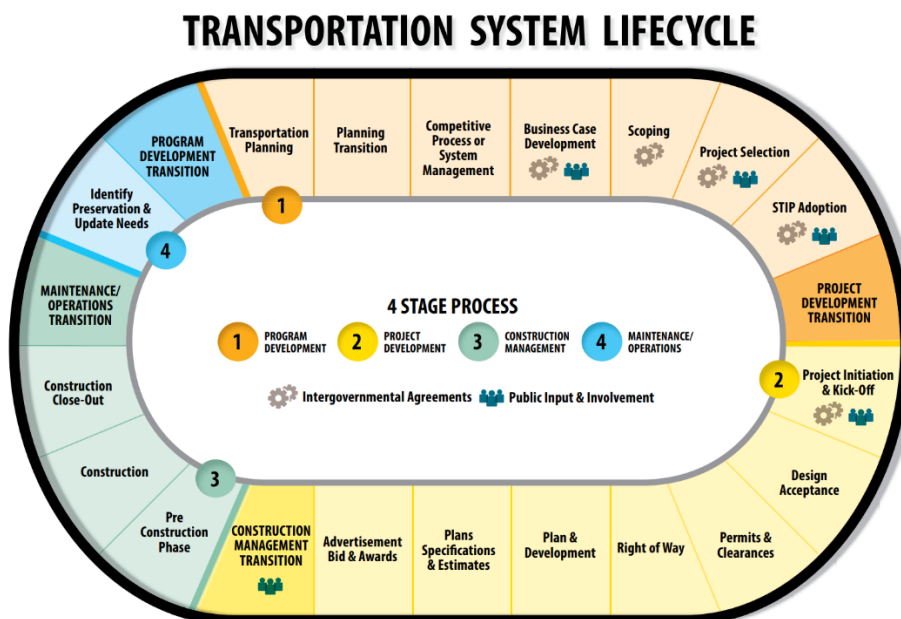 TRANSPORTATION SYSTEM LIFECYCLE
PROGRAM
DEVELOPMENT
TRANSITION
1
Transportation
Planning
Planning
Transition
Competitive
Process or
System
Management
Business Case
Development
Scoping
Project Selection
STIP Adoption
PROJECT
DEVELOPMENT
TRANSITION
2
Project Initiation
& Kick-Off
Design
Acceptance
Permits &
Clearances
Right of Way
Plan &
Development
Plans
Specifications
& Estimates
Advertisement
Bid & Awards
CONSTRUCTION
MANAGEMENT
TRANSITION
3
Pre
Construction
Phase
Construction
Construction
Close-Out
MAINTENANCE/
OPERATIONS
TRANSITION
4
Identify
Preservation &
Update Needs
4 STAGE PROCESS
1 PROGRAM
DEVELOPMENT
2 PROJECT
DEVELOPMENT
3 CONSTRUCTION
MANAGEMENT
4 MAINTENANCE/
OPERATIONS
Intergovernmental Agreements
Public Input & Involvement